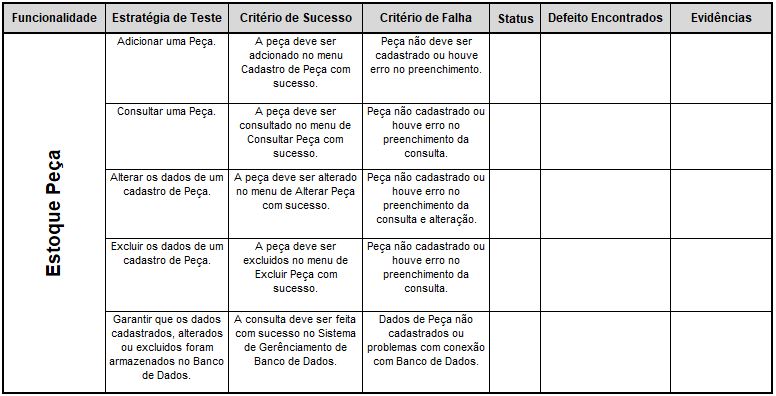 Funcionalidade Estratégia de Teste Critério de Sucesso Critério de Falha Status Defeito Encontrados Evidências
Estoque Peça
Adicionar uma Peça.
A peça deve ser
adcionado no menu
Cadastro de Peça com
sucesso.
Peça não deve ser
cadastrado ou houve
erro no preenchimento.
Consultar uma Peça.
A peça deve ser
consultado no menu de
Consultar Peça com
sucesso.
Peça não cadastrado ou
houve erro no
preenchimento da
consulta.
Alterar os dados de um
cadastro de Peça.
A peça deve ser alterado
no menu de Alterar Peça
com sucesso.
Peça não cadastrado ou
houve erro no
preenchimento da
consulta e alteração.
Excluir os dados de um
cadastro de Peça.
A peça deve ser
excluidos no menu de
Excluir Peça com
sucesso.
Peça não cadastrado ou
houve erro no
preenchimento da
consulta.
Garantir que os dados
cadastrados, alterados
ou excluidos foram
armazenados no Banco
de Dados.
A consulta deve ser feita
com sucesso no Sistema
de Gerênciamento de
Banco de Dados.
Dados de Peça não
cadastrados ou
problemas com conexão
com Banco de Dados.